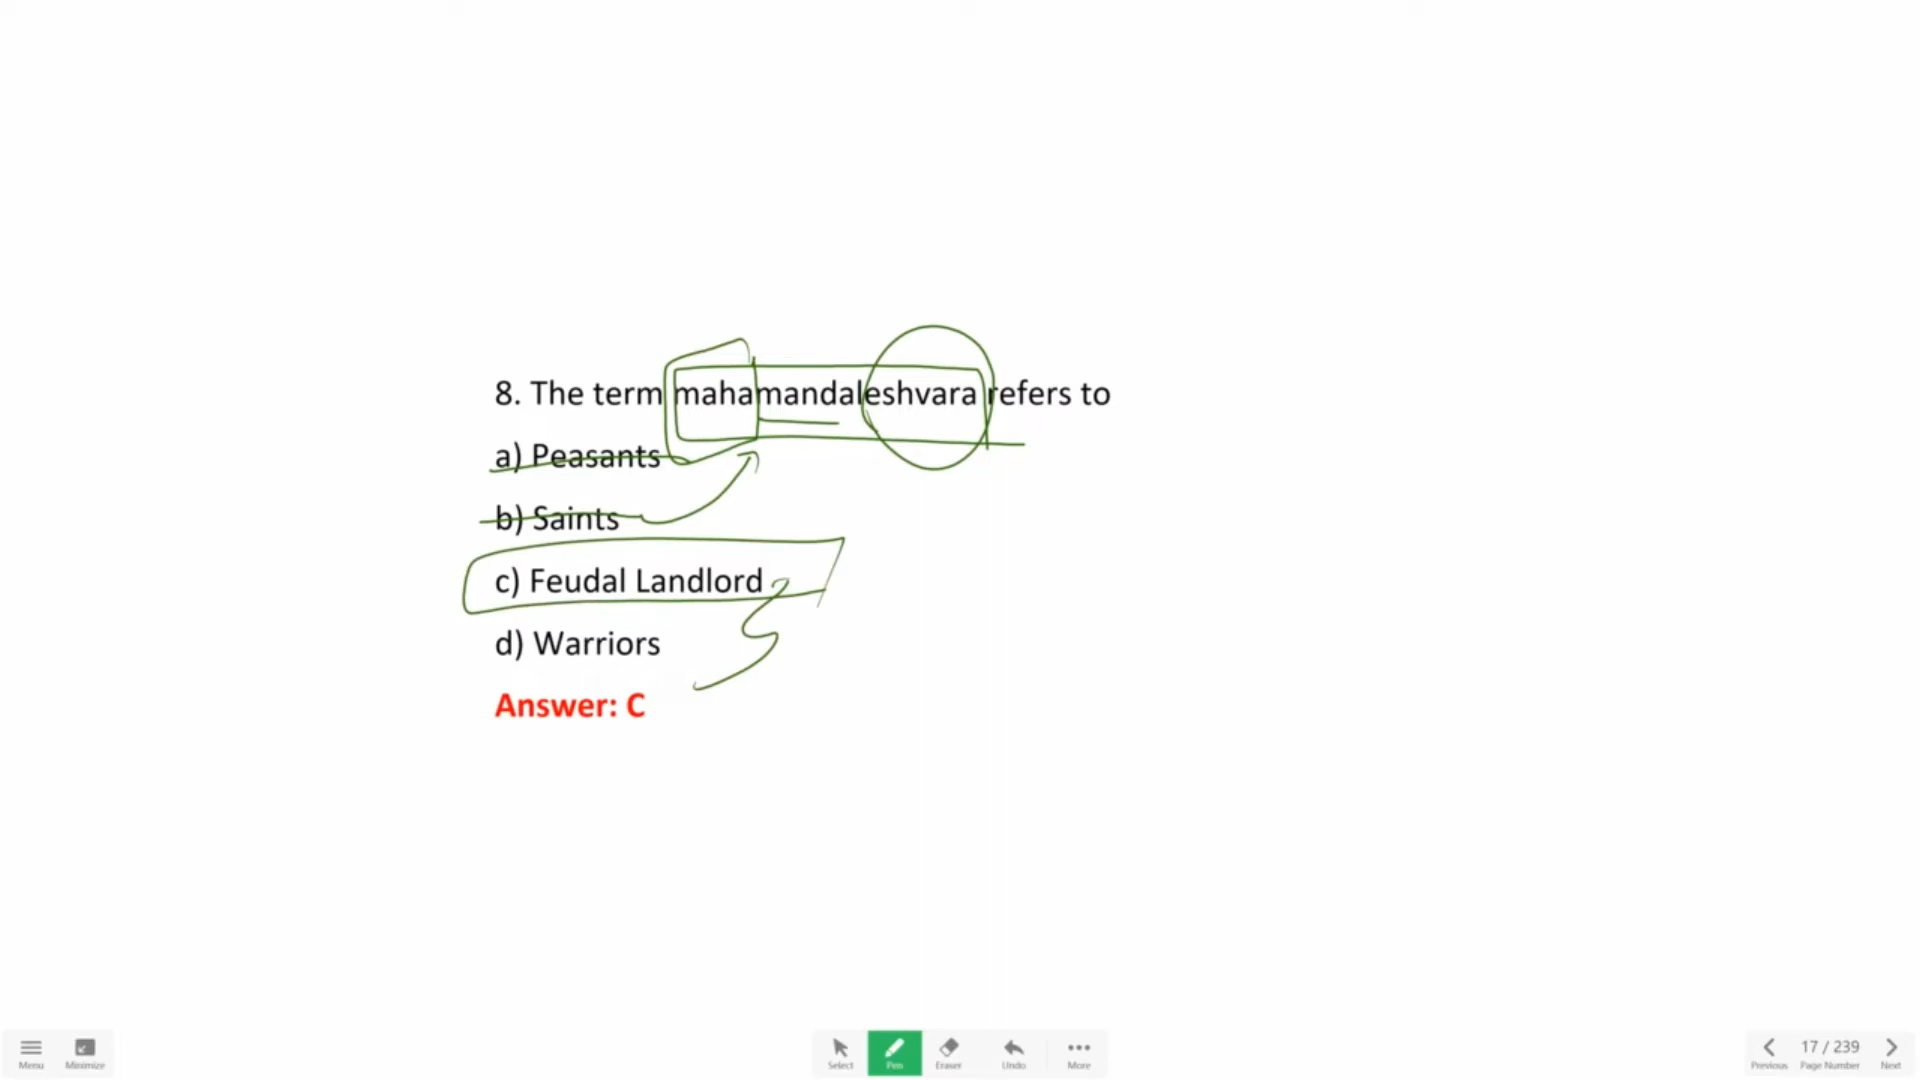 8. The term mahamandaleshvara refers to
a) Peasants
b) Saints
c) Feudal Landlord
d) Warriors
Answer: C
Menu Minimize Select Pen Eraser Undo More Previous 17 / 239 Page Number Next